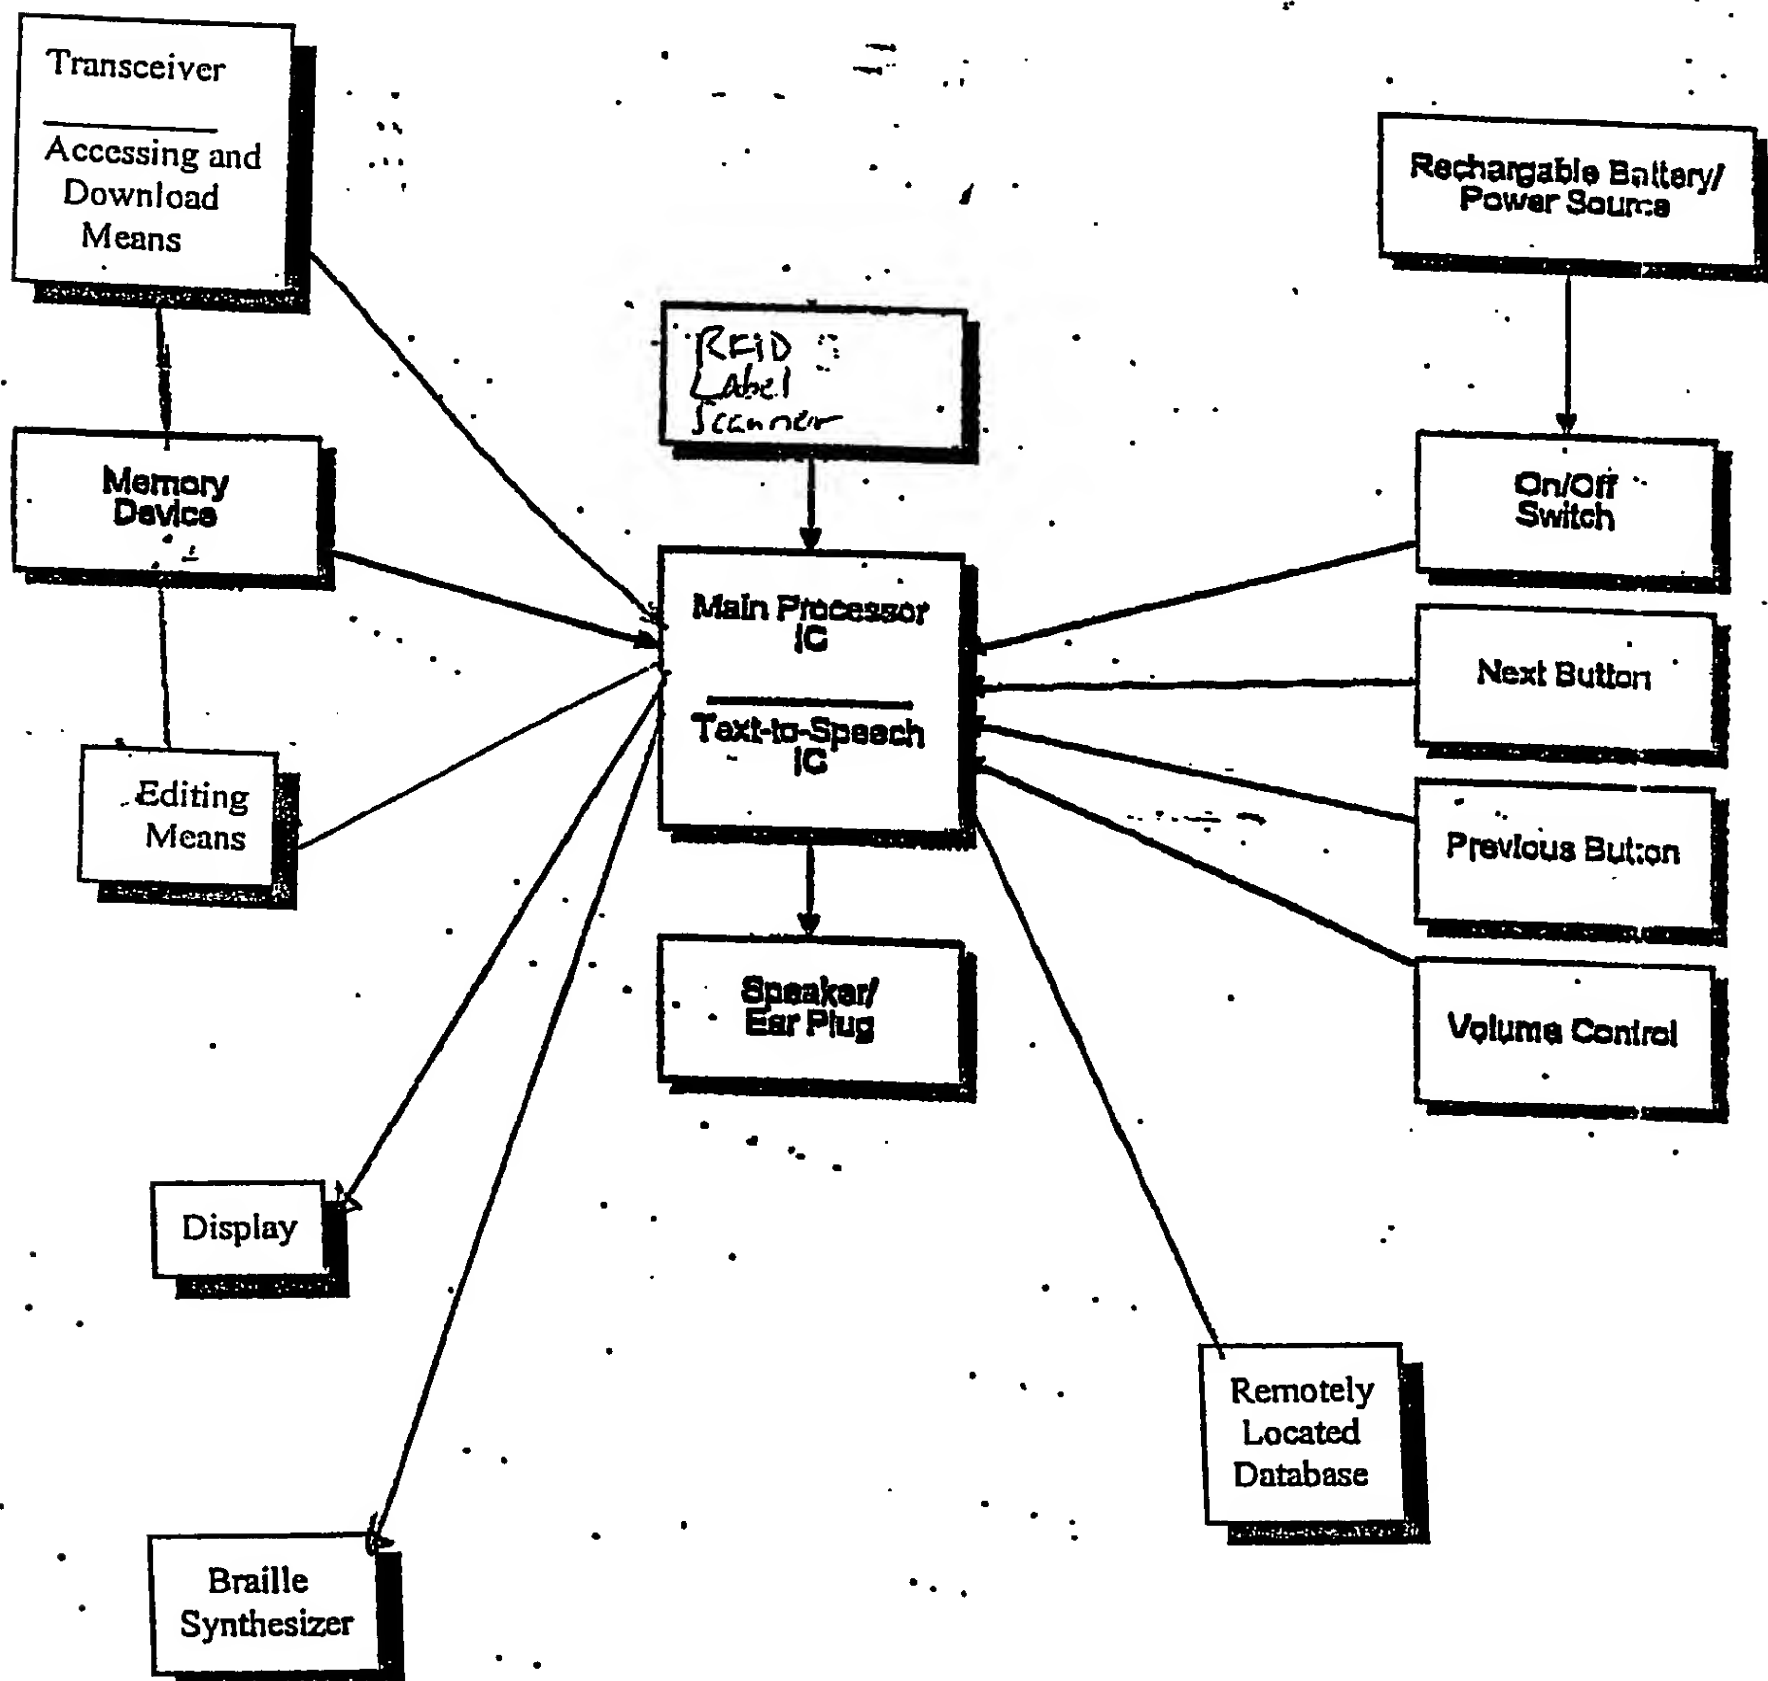 Transceiver
Accessing and
Download
Means
Rechargable Battery/
Power Source
RFID
Label
Scanner
Memory
Device
On/Off
Switch
Main Processor
IC
Text-to-Speech
IC
Next Button
Editing
Means
Previous Button
Speaker/
Ear Plug
Volume Control
Display
Remotely
Located
Database
Braille
Synthesizer